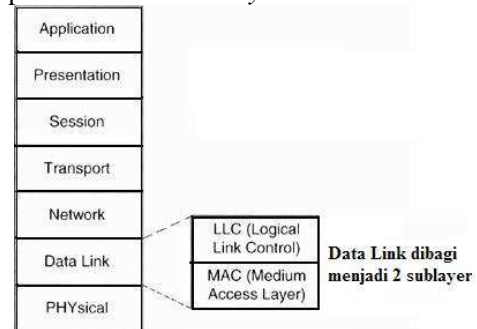 Application
Presentation
Session
Transport
Network
Data Link
PHYsical
LLC (Logical
Link Control)
MAC (Medium
Access Layer)
Data Link dibagi
menjadi 2 sublayer